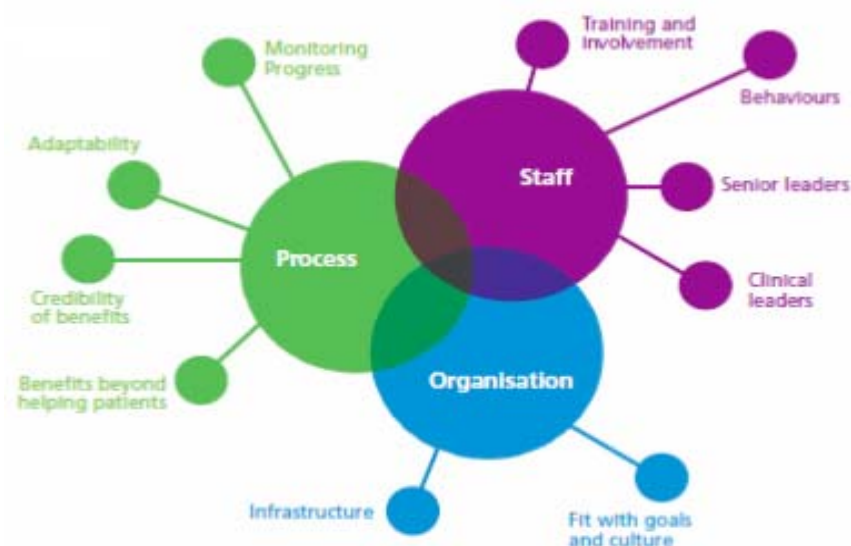 Monitoring
Progress
Adaptability
Process
Credibility
of benefits
Benefits beyond
helping patients
Training and
involvement
Behaviours
Staff
Senior leaders
Clinical
leaders
Organisation
Infrastructure
Fit with goals
and culture